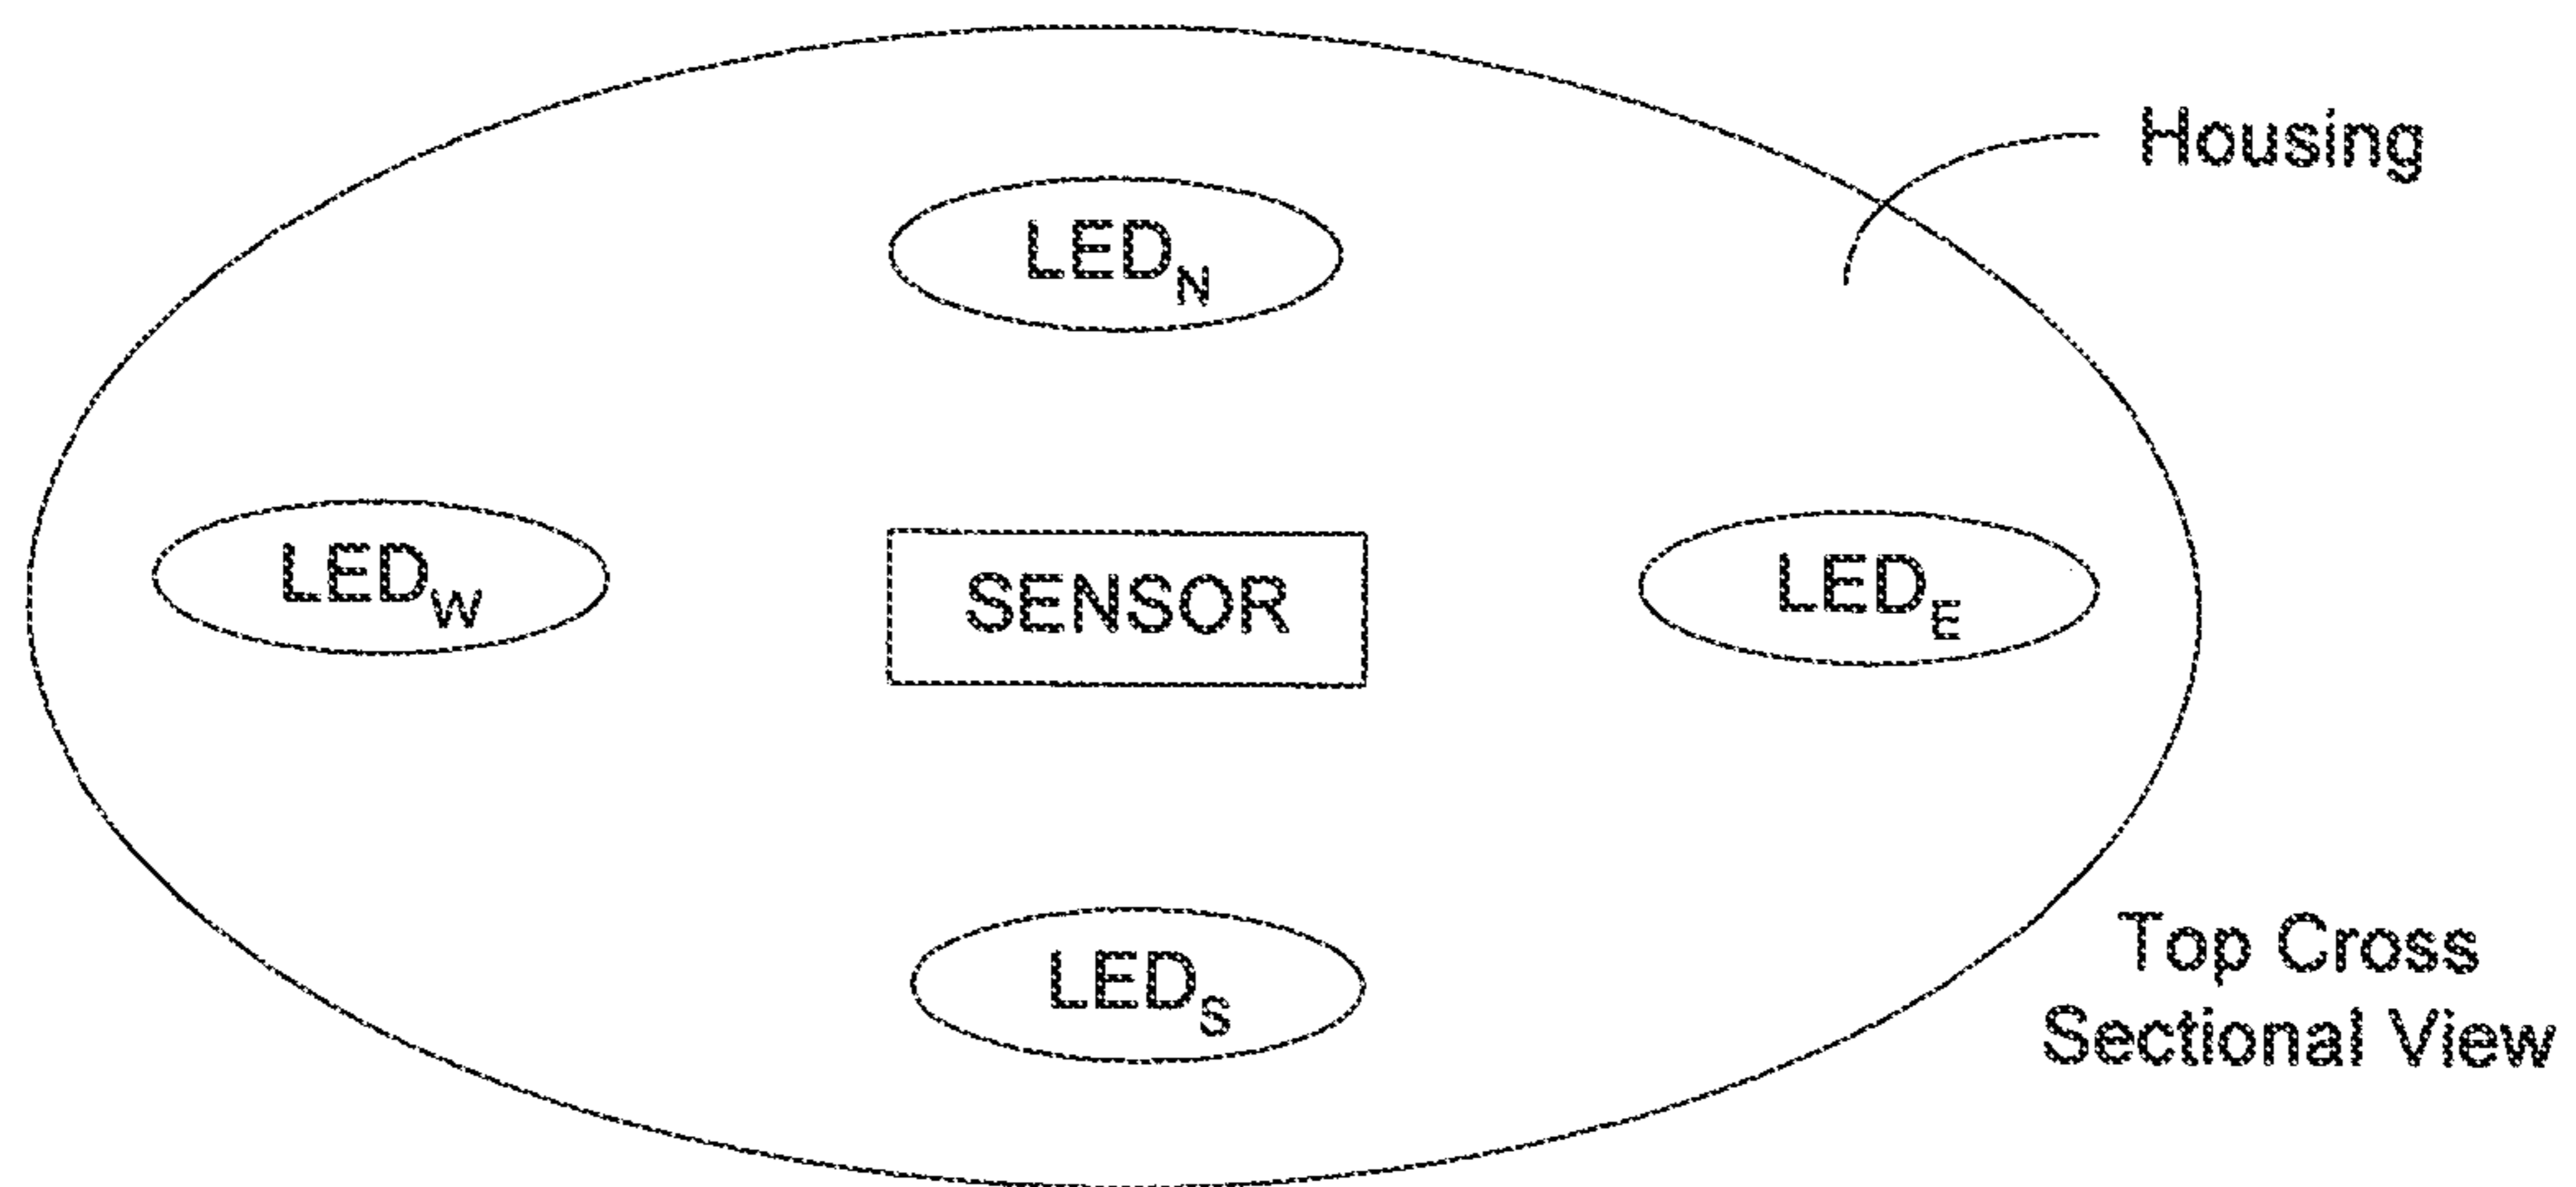 Housing
LEDN
LEDW
SENSOR
LEDE
LEDS
Top Cross
Sectional View